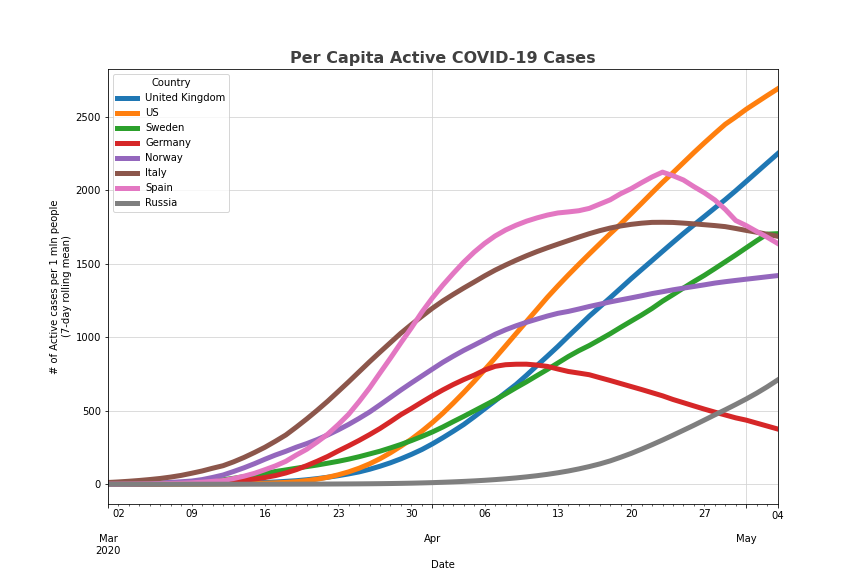 Per Capita Active COVID-19 Cases
Country
United Kingdom
US
Sweden
Germany
Norway
Italy
Spain
Russia
# of Active cases per 1 mln people
(7-day rolling mean)
2500
2000
1500
1000
500
0
02 09 16 23 30 06 13 20 27 04
Mar Apr May
2020
Date